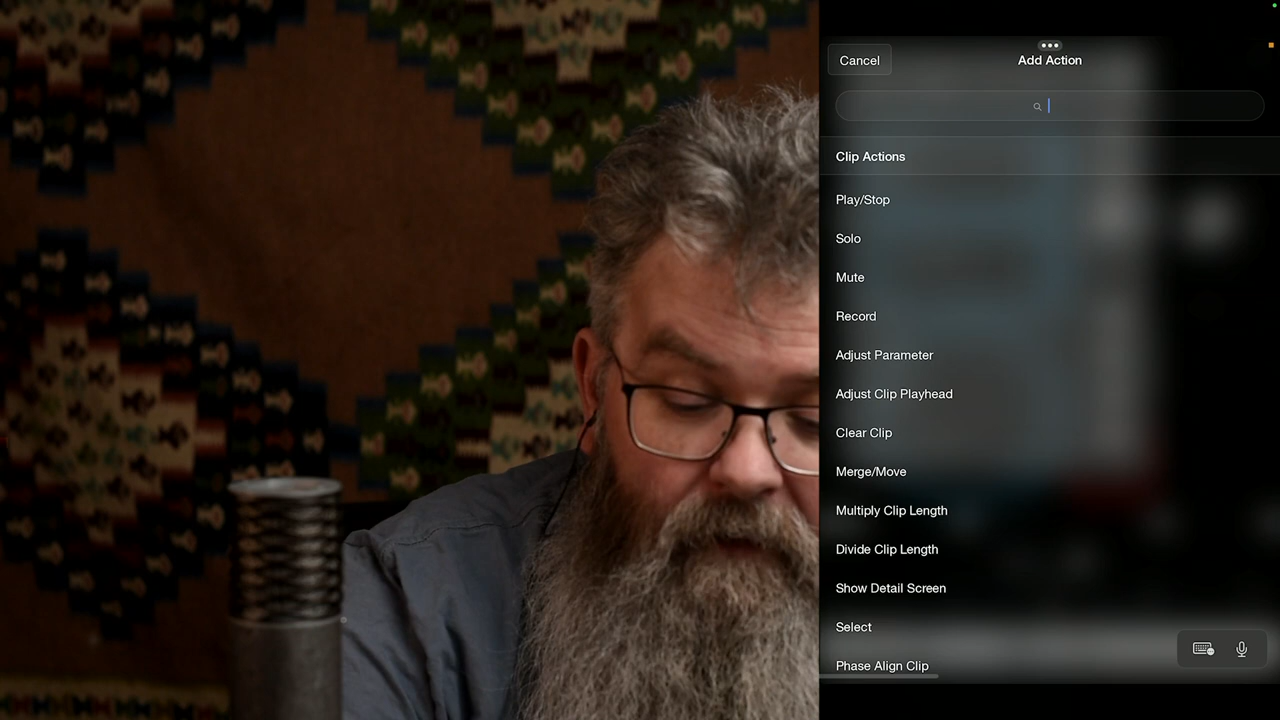 Cancel
Add Action
Clip Actions
Play/Stop
Solo
Mute
Record
Adjust Parameter
Adjust Clip Playhead
Clear Clip
Merge/Move
Multiply Clip Length
Divide Clip Length
Show Detail Screen
Select
Phase Align Clip